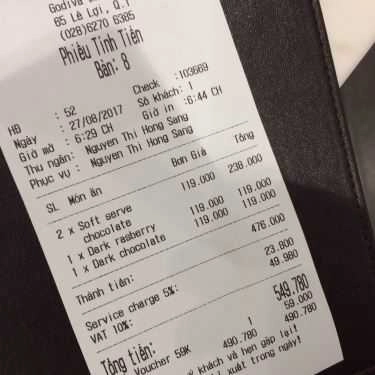 Godiva
65 Lê Lợi, Q.1
(028)6270 6385
Phiếu Tính Tiền
Bàn: 8
Check :103669
HĐ : 52 Số khách: 1
Ngày : 27/08/2017 Giờ in :6:44 CH
Giờ mở : 6:29 CH
Thu ngân: Nguyen Thi Hong Sang
Phục vụ : Nguyen Thi Hong Sang
SL Món ăn Đơn Giá Tổng
2 x Soft serve 119.000 238.000
chocolate
1 x Dark rasberry 119.000 119.000
1 x Dark chocolate 119.000 119.000
Thành tiền: 476.000
Service charge 5%: 23.800
VAT 10%: 49.980
Tổng tiền: 549.780
Voucher 59K 1 59.000
490.780 490.780
khách và hẹn gặp lại!
xuất trong ngày!